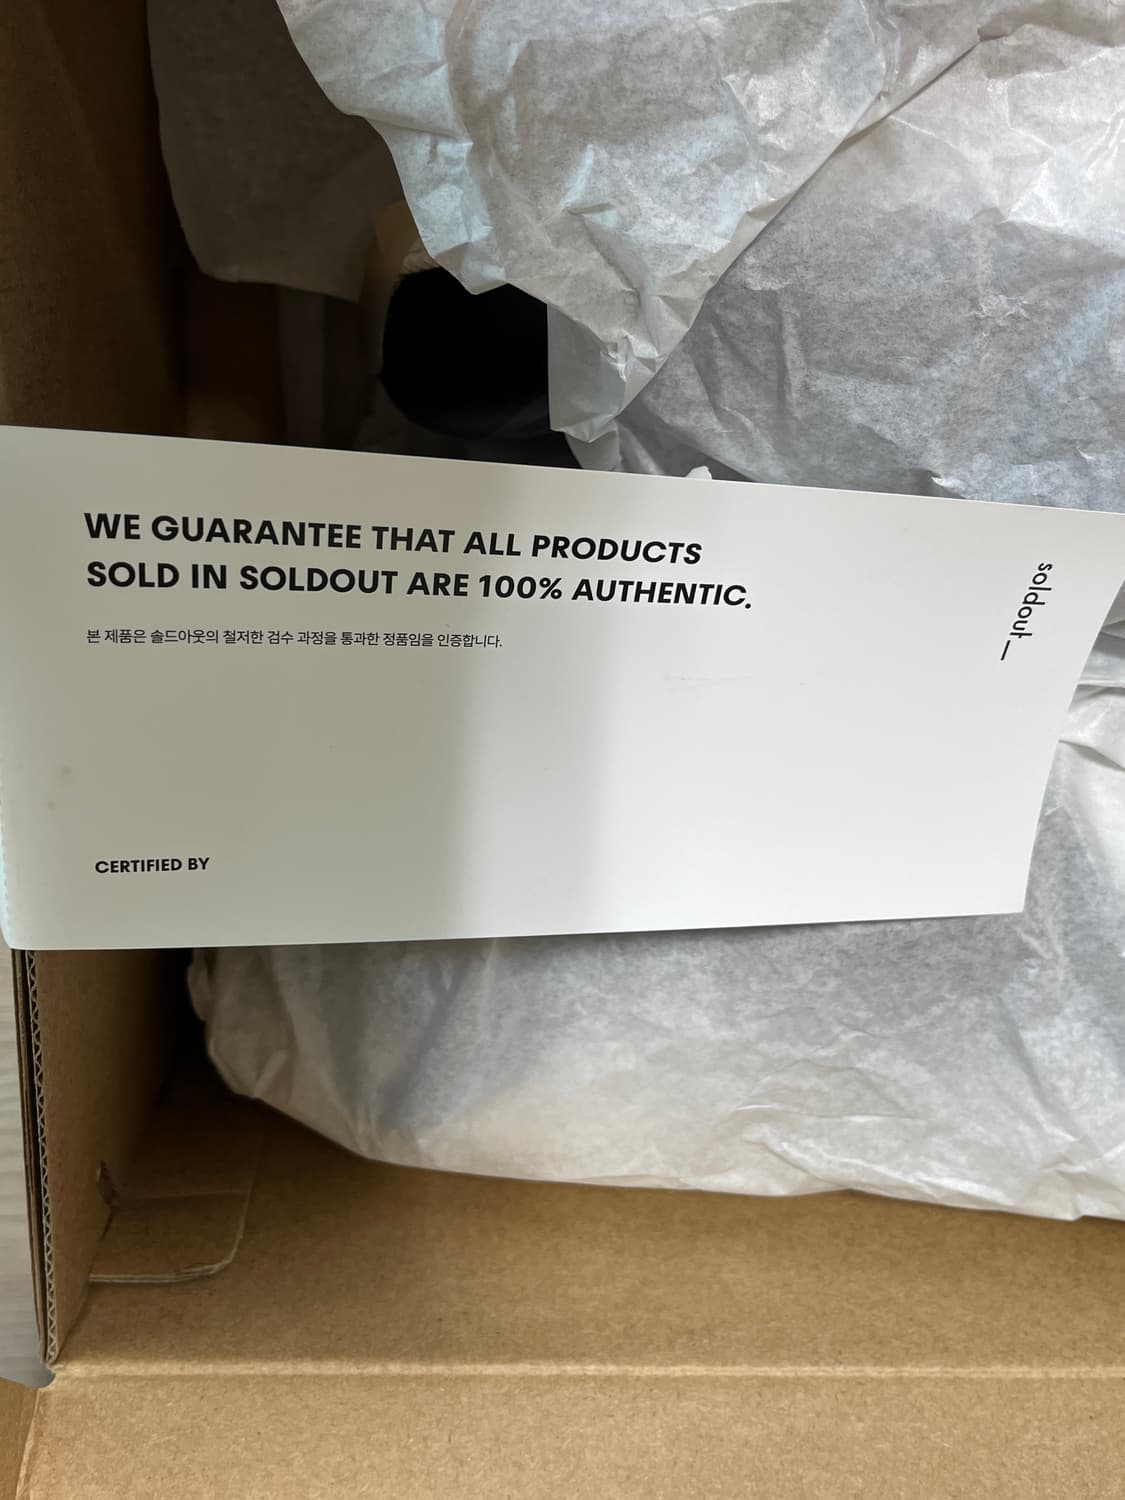 WE GUARANTEE THAT ALL PRODUCTS
SOLD IN SOLDOUT ARE 100% AUTHENTIC.
본 제품은 솔드아웃의 철저한 검수 과정을 통과한 정품임을 인증합니다.
soldout_
CERTIFIED BY